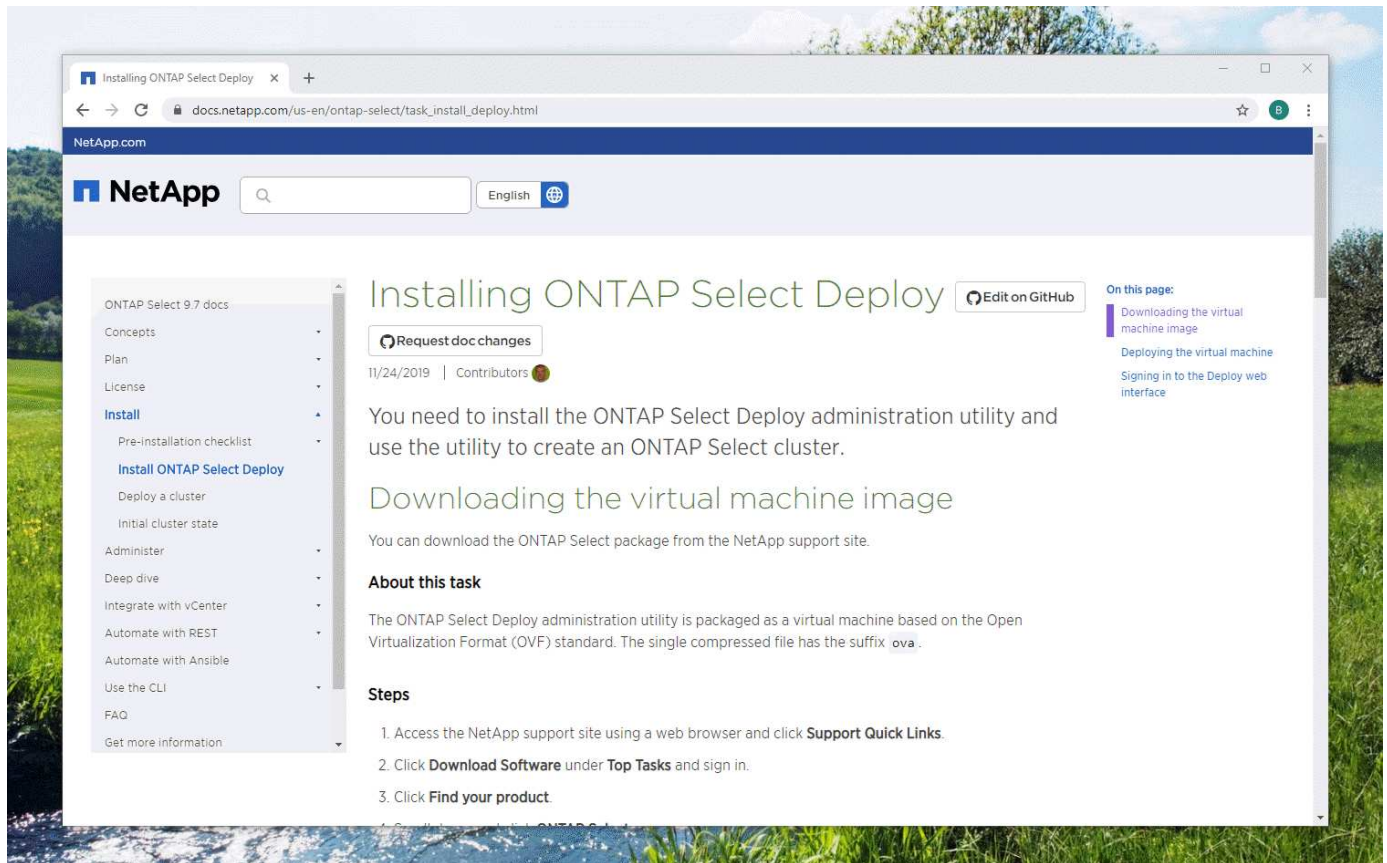 Installing ONTAP Select Deploy
docs.netapp.com/us-en/ontap-select/task_install_deploy.html
B
NetApp.com
NetApp
English
ONTAP Select 9.7 docs
Concepts
Plan
License
Install
Pre-installation checklist
Install ONTAP Select Deploy
Deploy a cluster
Initial cluster state
Administer
Deep dive
Integrate with vCenter
Automate with REST
Automate with Ansible
Use the CLI
FAQ
Get more information
Installing ONTAP Select Deploy
Edit on GitHub
Request doc changes
11/24/2019 | Contributors
You need to install the ONTAP Select Deploy administration utility and
use the utility to create an ONTAP Select cluster.
Downloading the virtual machine image
You can download the ONTAP Select package from the NetApp support site.
About this task
The ONTAP Select Deploy administration utility is packaged as a virtual machine based on the Open
Virtualization Format (OVF) standard. The single compressed file has the suffix ova.
Steps
1. Access the NetApp support site using a web browser and click Support Quick Links.
2. Click Download Software under Top Tasks and sign in.
3. Click Find your product.
On this page:
Downloading the virtual
machine image
Deploying the virtual machine
Signing in to the Deploy web
interface